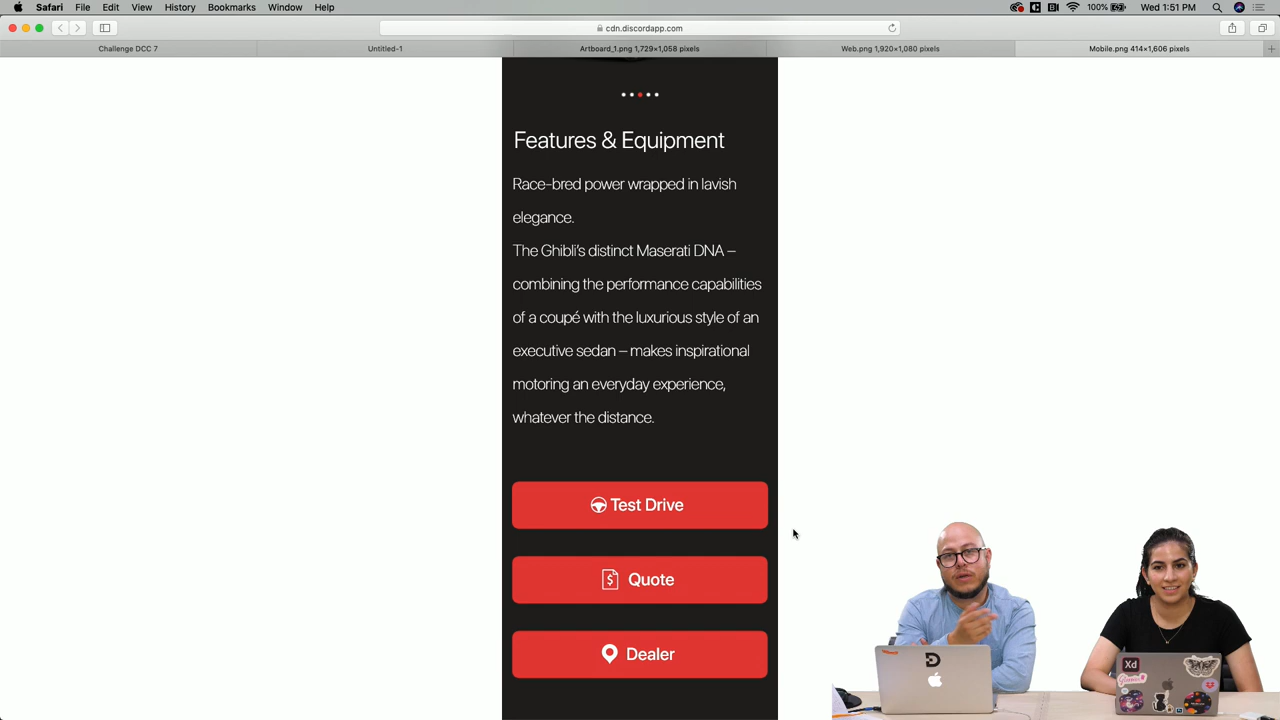 Safari File Edit View History Bookmarks Window Help
100% Wed 1:51 PM
cdn.discordapp.com
Challenge DCC 7
Untitled-1
Artboard_1.png 1,729×1,058 pixels
Web.png 1,920×1,080 pixels
Mobile.png 414×1,606 pixels
Features & Equipment
Race-bred power wrapped in lavish
elegance.
The Ghibli's distinct Maserati DNA –
combining the performance capabilities
of a coupé with the luxurious style of an
executive sedan – makes inspirational
motoring an everyday experience,
whatever the distance.
Test Drive
$ Quote
Dealer
Xd